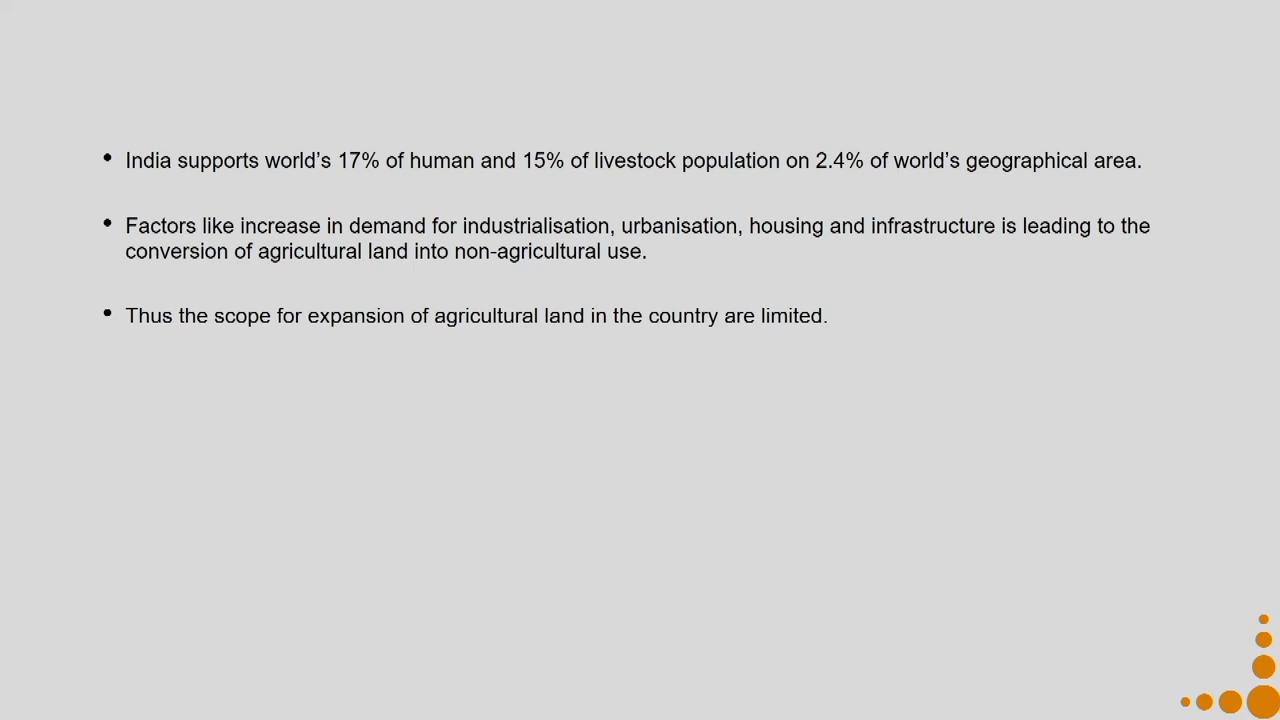 • India supports world’s 17% of human and 15% of livestock population on 2.4% of world’s geographical area.
• Factors like increase in demand for industrialisation, urbanisation, housing and infrastructure is leading to the
conversion of agricultural land into non-agricultural use.
• Thus the scope for expansion of agricultural land in the country are limited.